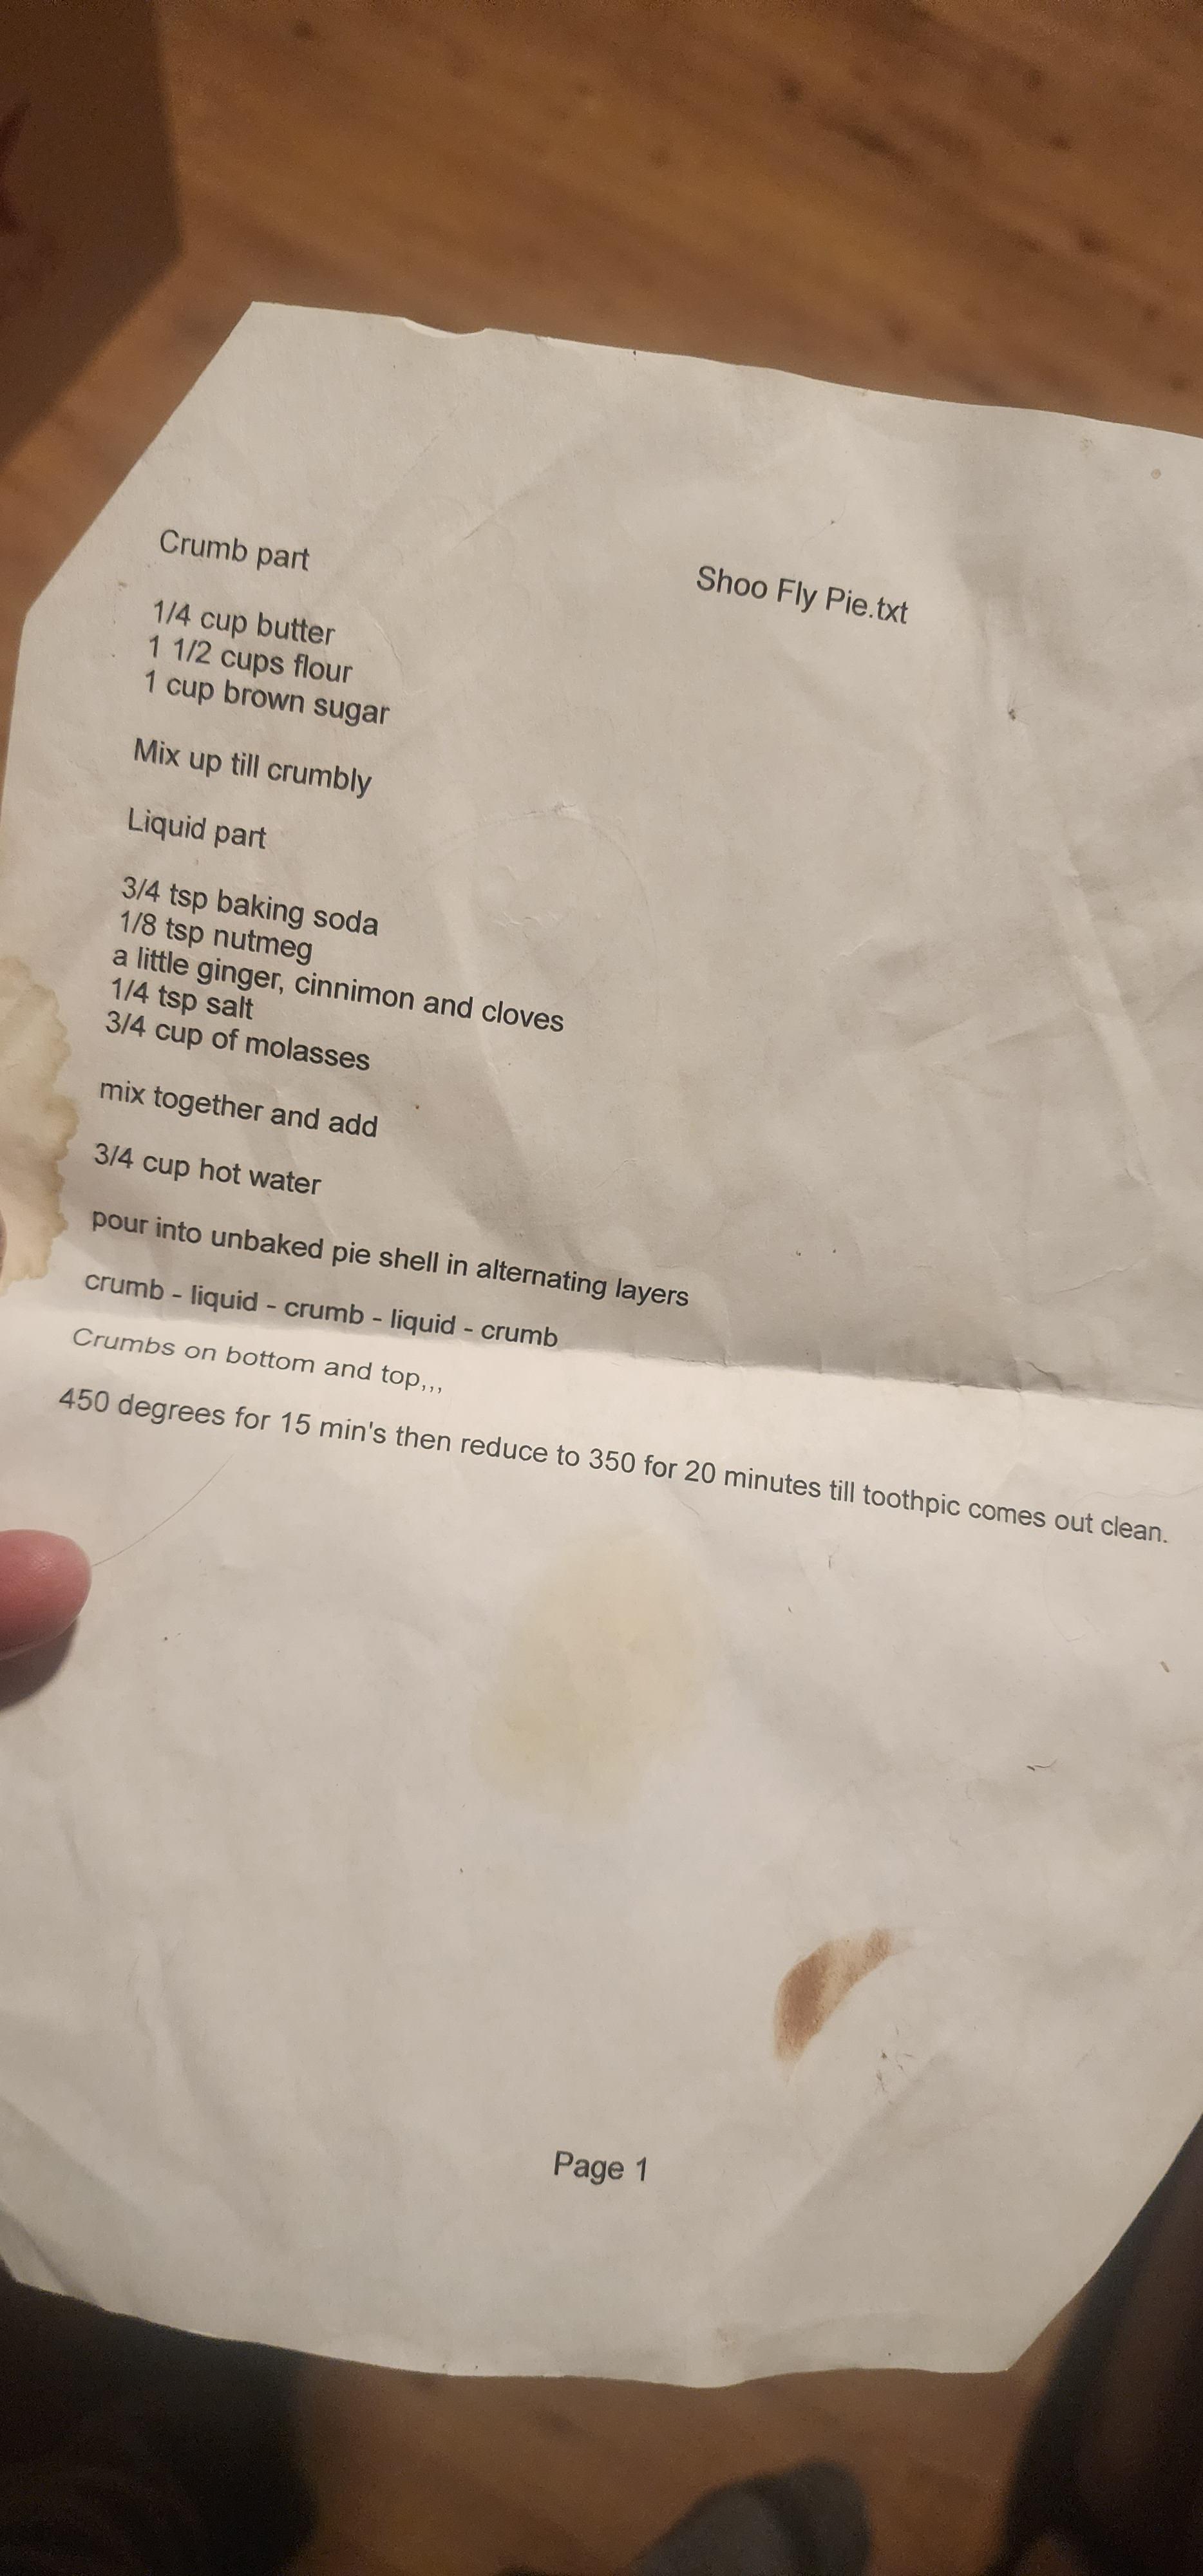 Shoo Fly Pie.txt
Crumb part
1/4 cup butter
1 1/2 cups flour
1 cup brown sugar
Mix up till crumbly
Liquid part
3/4 tsp baking soda
1/8 tsp nutmeg
a little ginger, cinnimon and cloves
1/4 tsp salt
3/4 cup of molasses
mix together and add
3/4 cup hot water
pour into unbaked pie shell in alternating layers
crumb - liquid - crumb - liquid - crumb
Crumbs on bottom and top,,,
450 degrees for 15 min's then reduce to 350 for 20 minutes till toothpic comes out clean.
Page 1